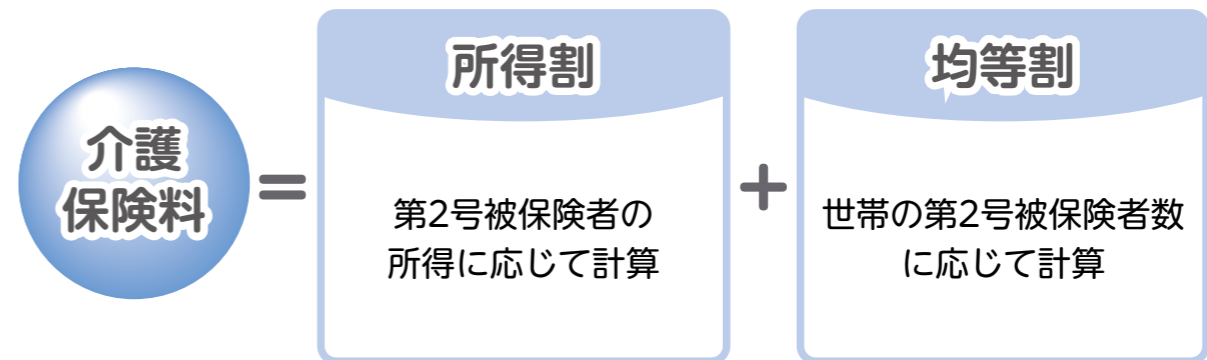 介護
保険料
=
所得割
第2号被保険者の
所得に応じて計算
+
均等割
世帯の第2号被保険者数
に応じて計算